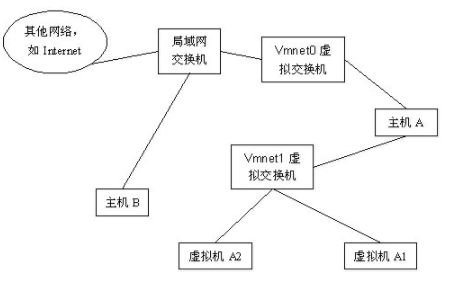 其他网络，
如 Internet
局域网
交换机
Vmnet0 虚
拟交换机
主机 A
Vmnet1 虚
拟交换机
主机 B
虚拟机 A2
虚拟机 A1